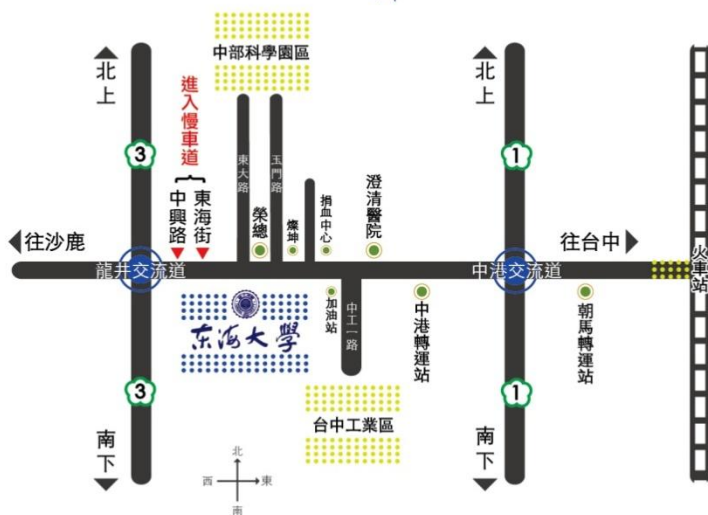 北上
3
進入慢車道
中興路
東海街
中部科學園區
東大路
玉門路
榮總
燦坤
捐血中心
澄清醫院
北上
1
往沙鹿
往台中
龍井交流道
中港交流道
火車站
东海大學
加油站
中工一路
中港轉運站
朝馬轉運站
3
南下
台中工業區
1
南下
北
西
東
南